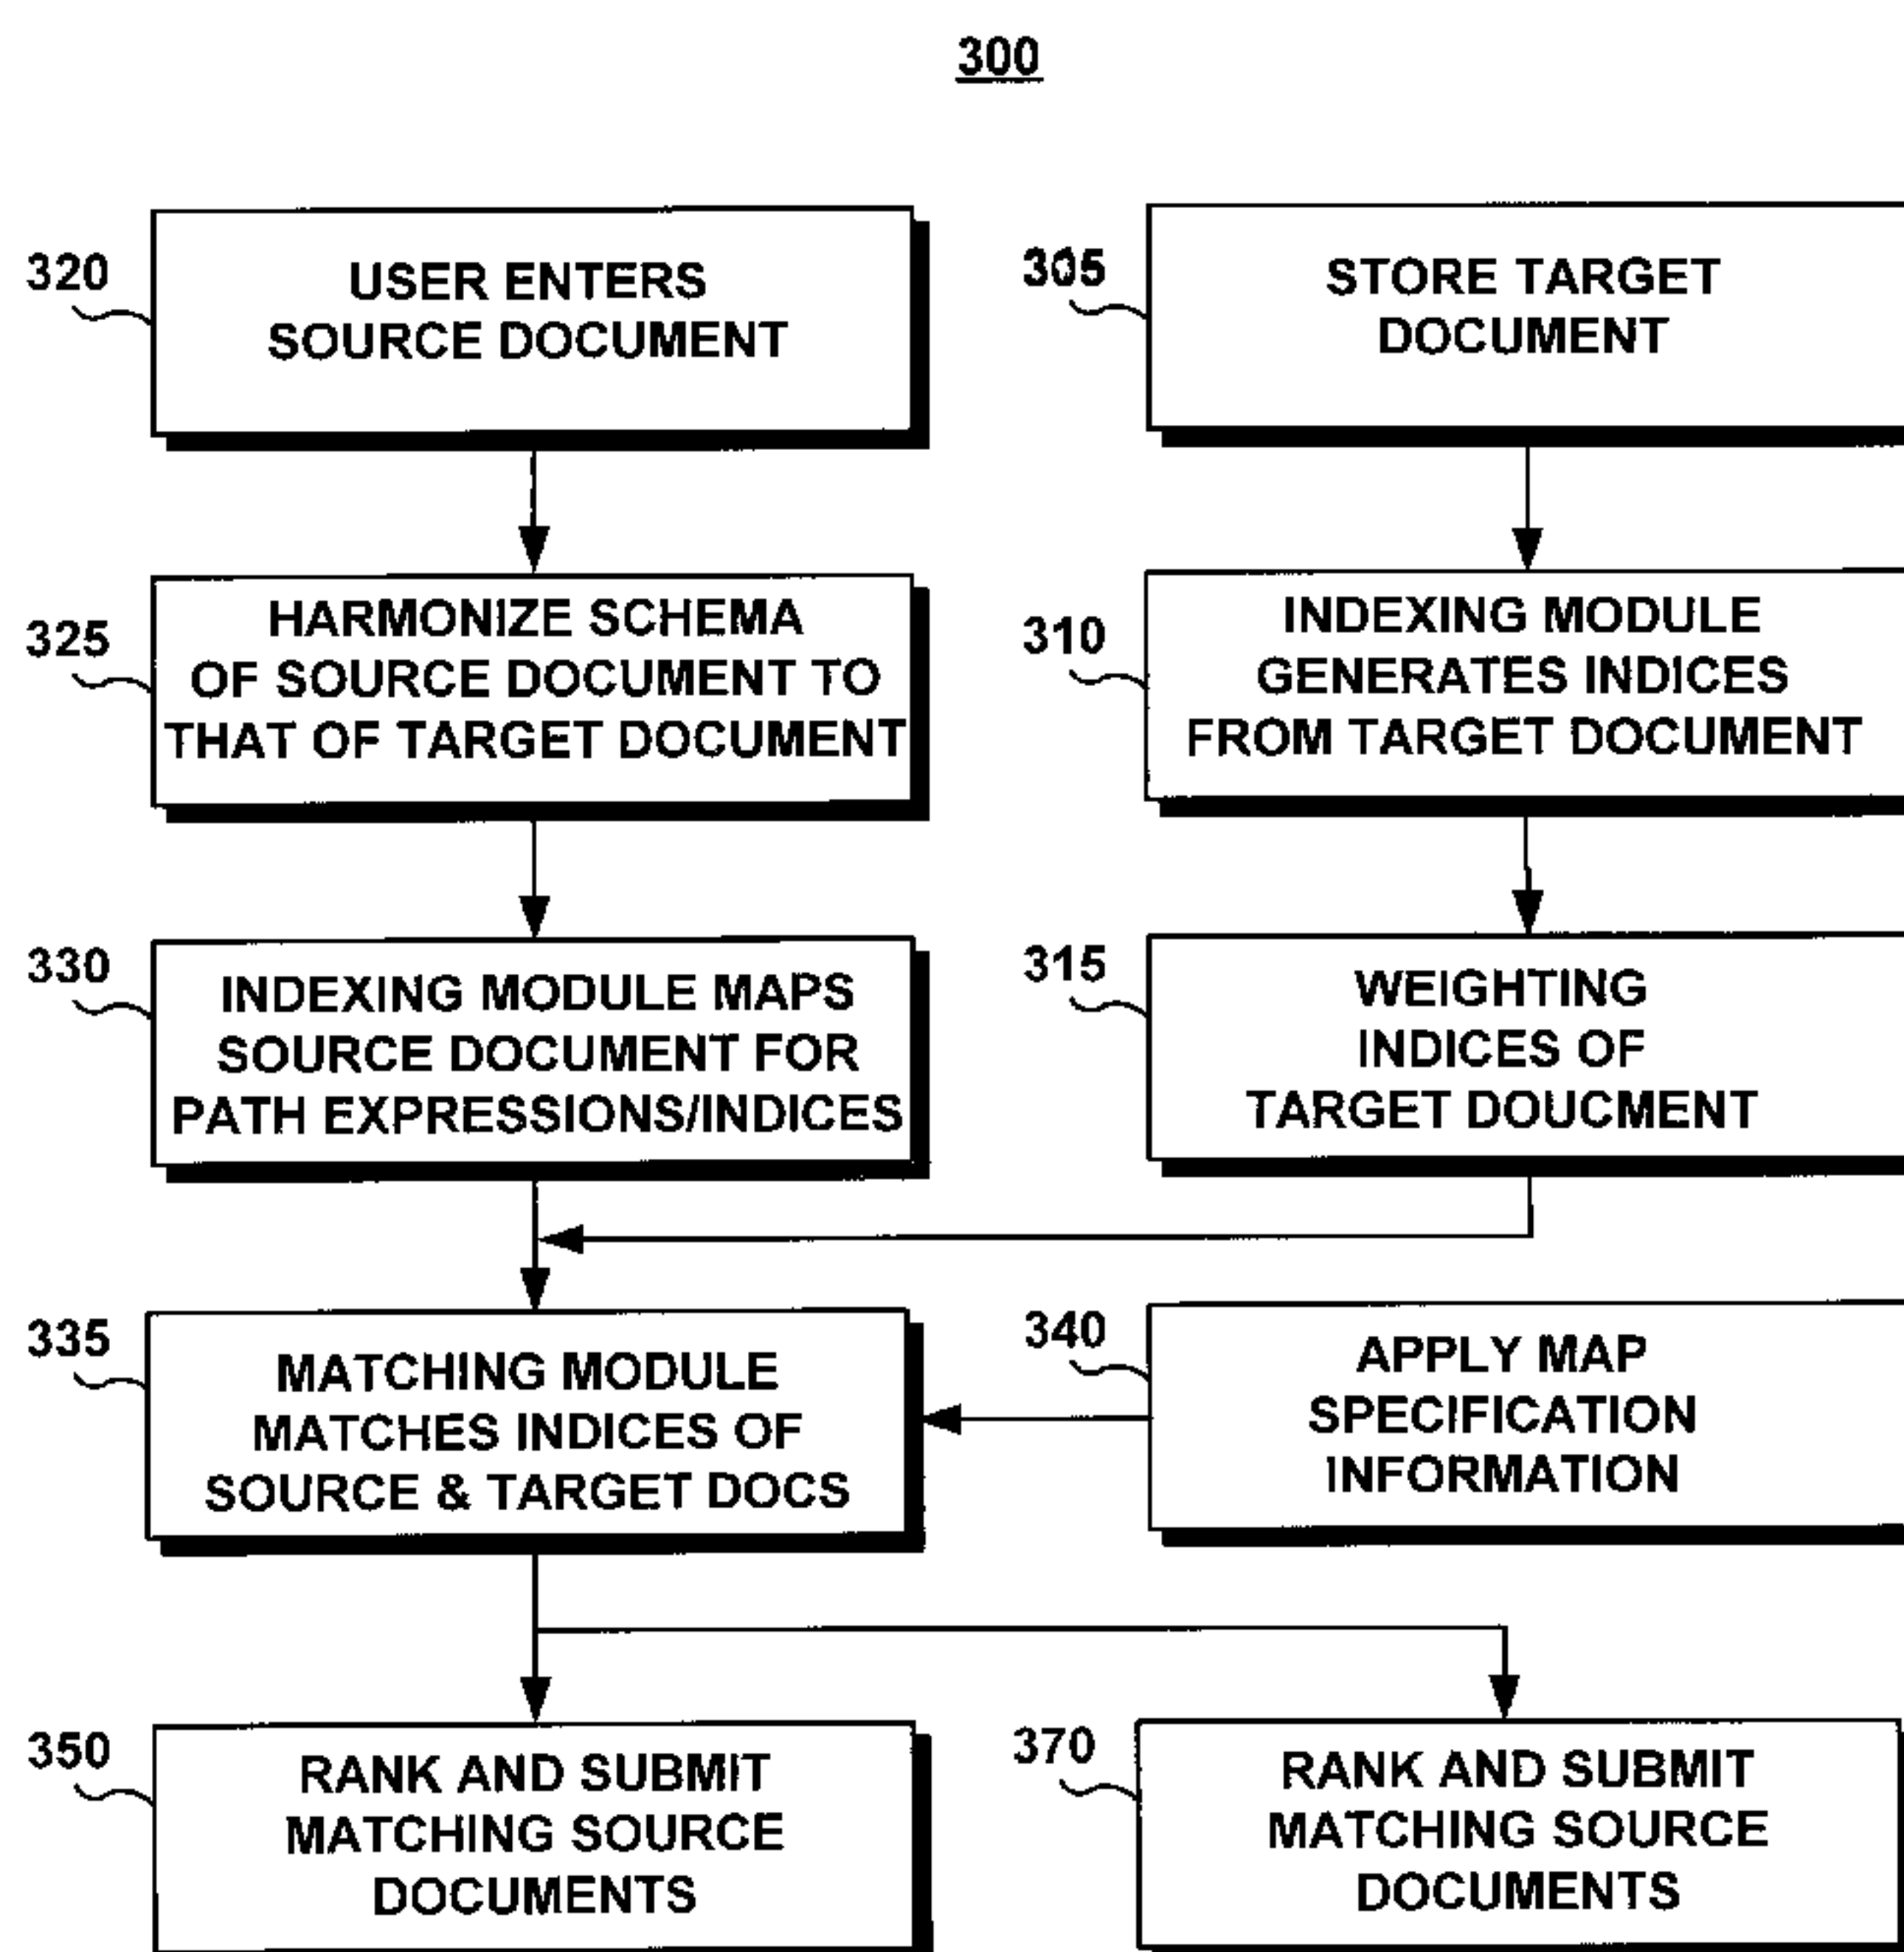 300
320
USER ENTERS
SOURCE DOCUMENT
305
STORE TARGET
DOCUMENT
325
HARMONIZE SCHEMA
OF SOURCE DOCUMENT TO
THAT OF TARGET DOCUMENT
310
INDEXING MODULE
GENERATES INDICES
FROM TARGET DOCUMENT
330
INDEXING MODULE MAPS
SOURCE DOCUMENT FOR
PATH EXPRESSIONS/INDICES
315
WEIGHTING
INDICES OF
TARGET DOUCMENT
335
MATCHING MODULE
MATCHES INDICES OF
SOURCE & TARGET DOCS
340
APPLY MAP
SPECIFICATION
INFORMATION
350
RANK AND SUBMIT
MATCHING SOURCE
DOCUMENTS
370
RANK AND SUBMIT
MATCHING SOURCE
DOCUMENTS